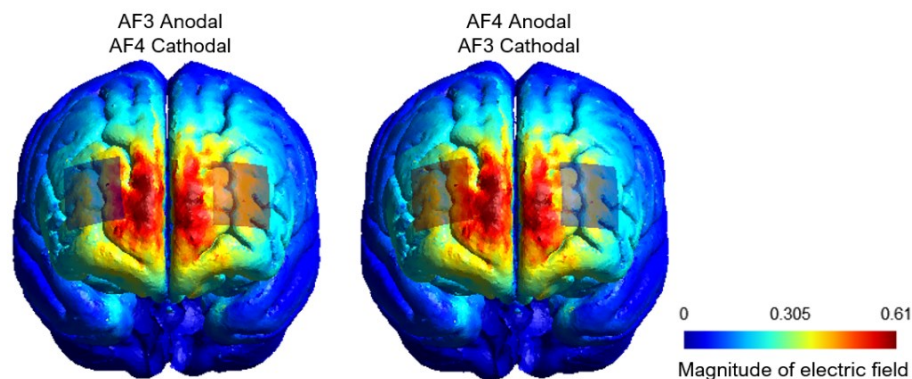 AF3 Anodal
AF4 Cathodal
AF4 Anodal
AF3 Cathodal
0 0.305 0.61
Magnitude of electric field